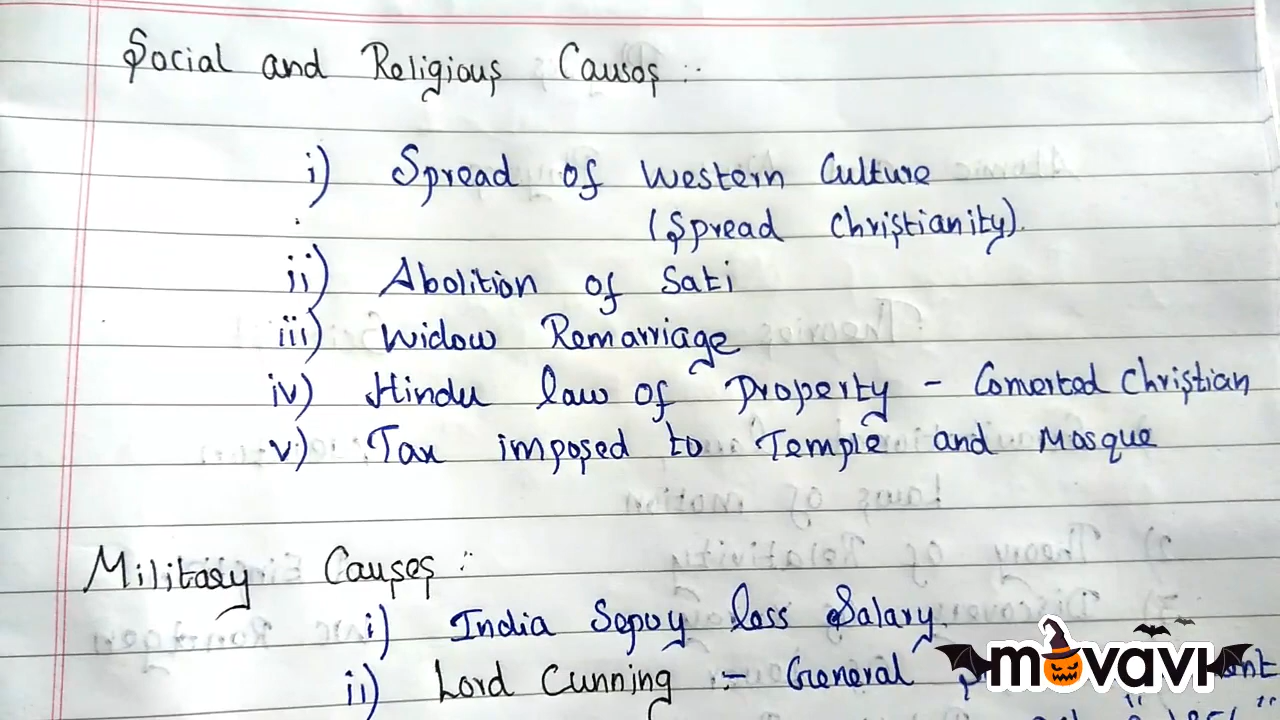 Social and Religious Causes :-
i) Spread of Western Culture
(Spread Christianity).
ii) Abolition of Sati
iii) Widow Remarriage
iv) Hindu law of Property - Converted Christian
v) Tax imposed to Temple and Mosque
Military Causes :
i) India Sepoy less Salary.
ii) Lord Cunning :- General
movavi